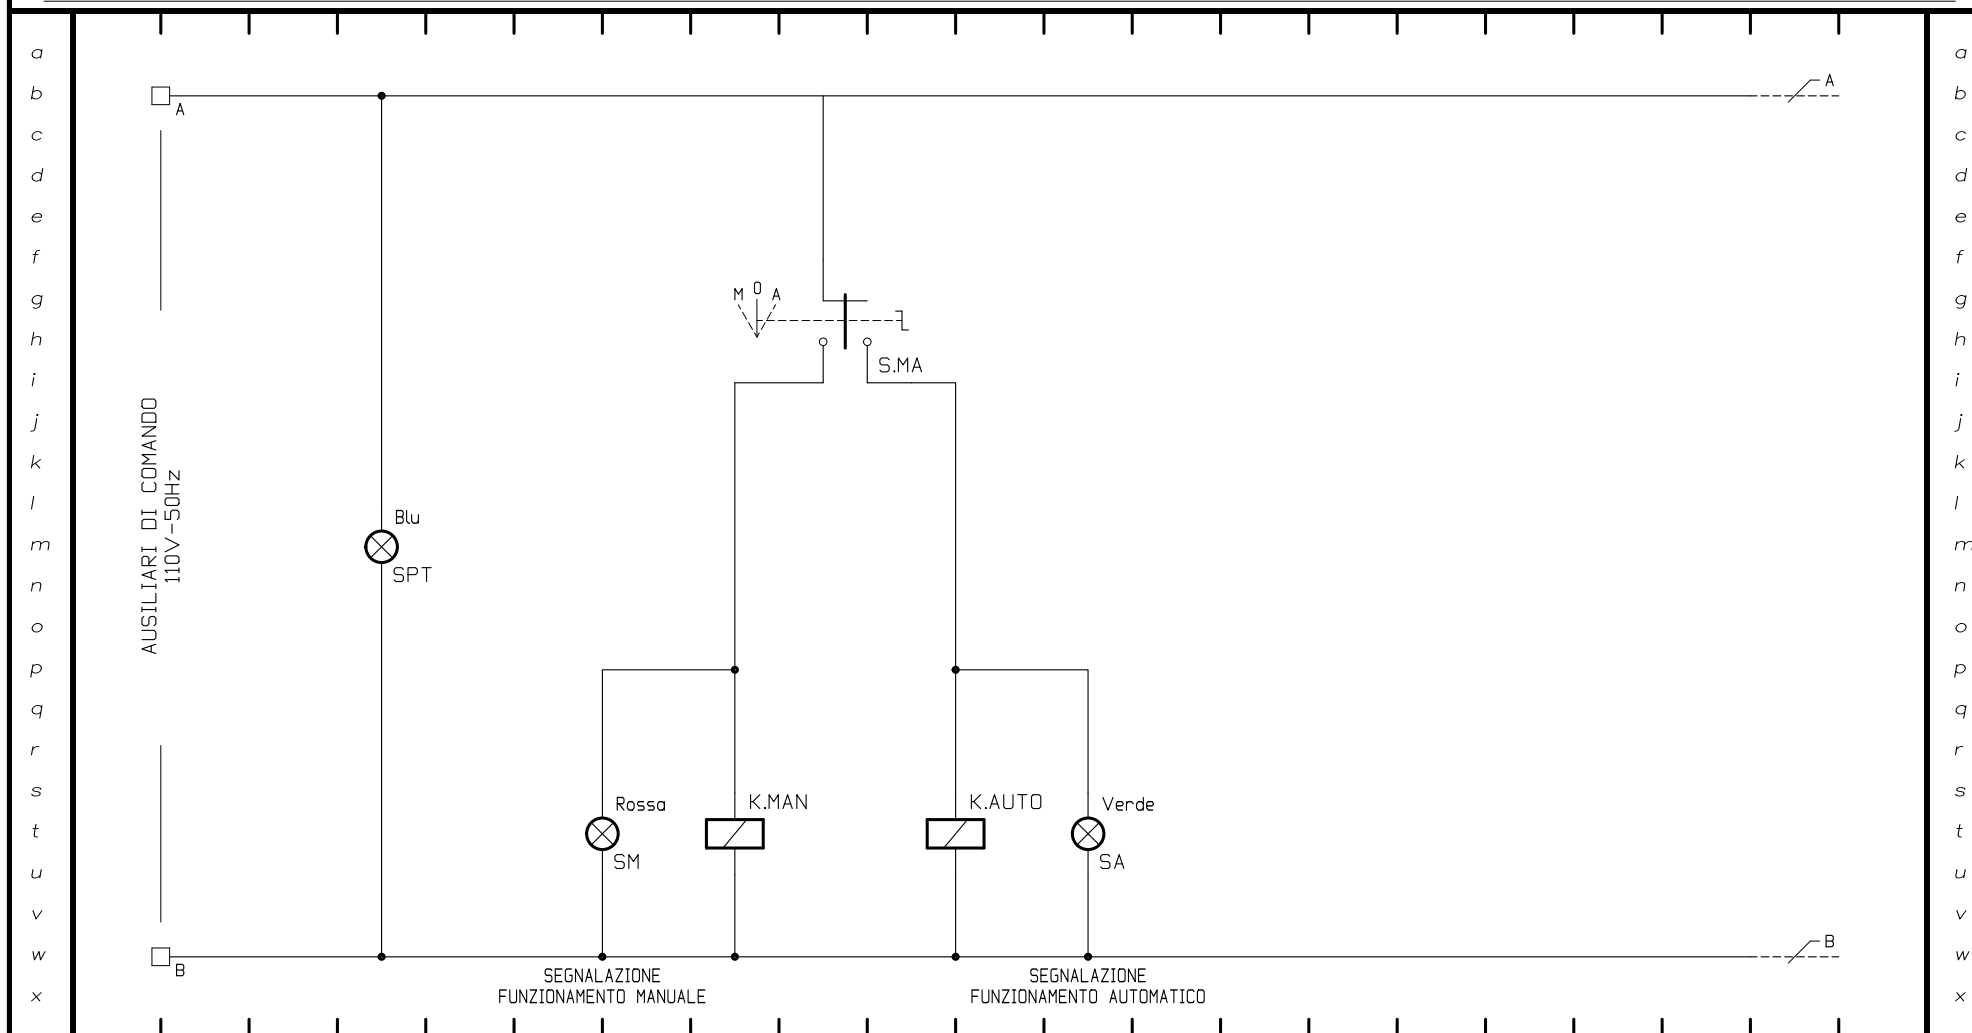 a
b
c
d
e
f
g
h
i
j
k
l
m
n
o
p
q
r
s
t
u
v
w
x
A
A
AUSILIARI DI COMANDO
110V-50Hz
Blu
SPT
M 0 A
S.MA
Rossa
SM
K.MAN
K.AUTO
Verde
SA
B
B
SEGNALAZIONE
FUNZIONAMENTO MANUALE
SEGNALAZIONE
FUNZIONAMENTO AUTOMATICO
a
b
c
d
e
f
g
h
i
j
k
l
m
n
o
p
q
r
s
t
u
v
w
x